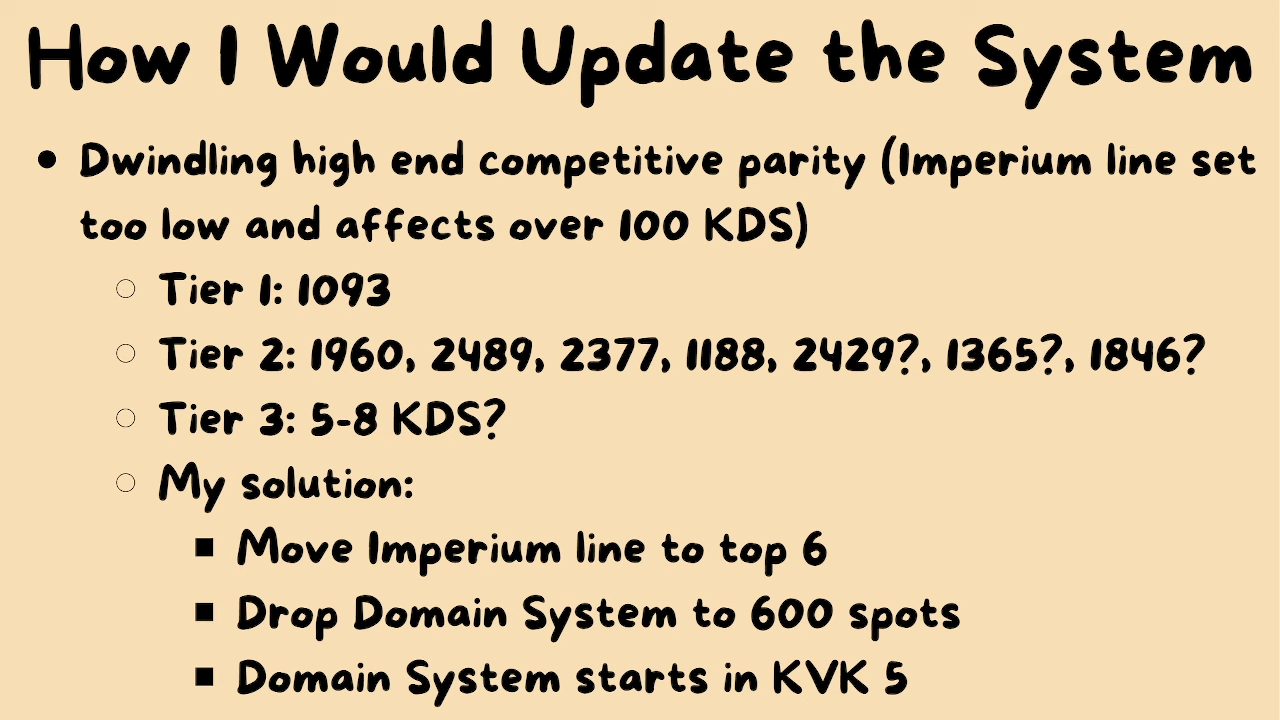 How I Would Update the System
• Dwindling high end competitive parity (Imperium line set
too low and affects over 100 KDS)
○ Tier 1: 1093
○ Tier 2: 1960, 2489, 2377, 1188, 2429?, 1365?, 1846?
○ Tier 3: 5-8 KDS?
○ My solution:
■ Move Imperium line to top 6
■ Drop Domain System to 600 spots
■ Domain System starts in KVK 5